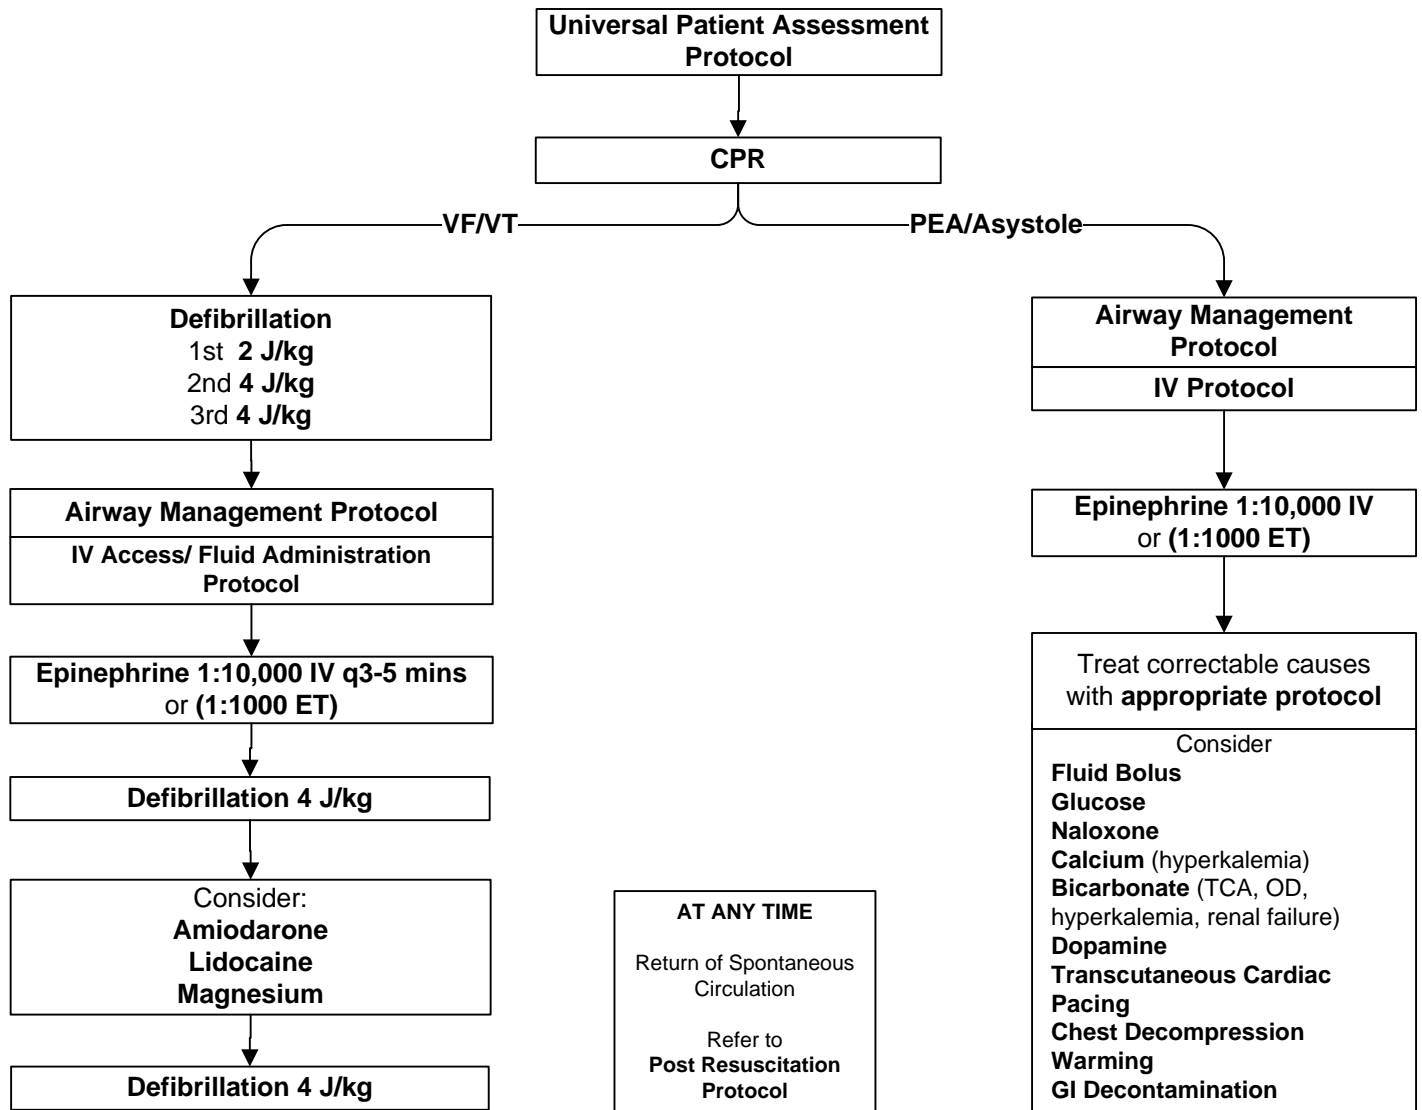 Universal Patient Assessment
Protocol
CPR
VF/VT
PEA/Asystole
Defibrillation
1st 2 J/kg
2nd 4 J/kg
3rd 4 J/kg
Airway Management Protocol
IV Access/ Fluid Administration
Protocol
Epinephrine 1:10,000 IV q3-5 mins
or (1:1000 ET)
Defibrillation 4 J/kg
Consider:
Amiodarone
Lidocaine
Magnesium
Defibrillation 4 J/kg
AT ANY TIME
Return of Spontaneous
Circulation
Refer to
Post Resuscitation
Protocol
Airway Management
Protocol
IV Protocol
Epinephrine 1:10,000 IV
or (1:1000 ET)
Treat correctable causes
with appropriate protocol
Consider
Fluid Bolus
Glucose
Naloxone
Calcium (hyperkalemia)
Bicarbonate (TCA, OD,
hyperkalemia, renal failure)
Dopamine
Transcutaneous Cardiac
Pacing
Chest Decompression
Warming
GI Decontamination